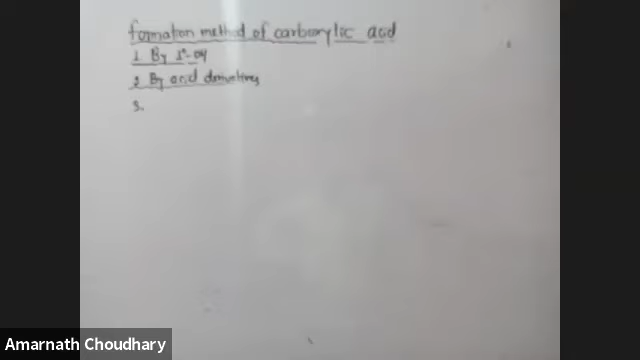 formation method of carboxylic acid
1 By 1°-OH
2 By acid derivatives
3.
Amarnath Choudhary